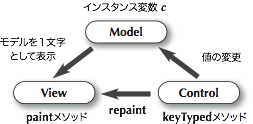 インスタンス変数 c
Model
モデルを1文字
として表示
値の変更
View
repaint
Control
paintメソッド
keyTypedメソッド